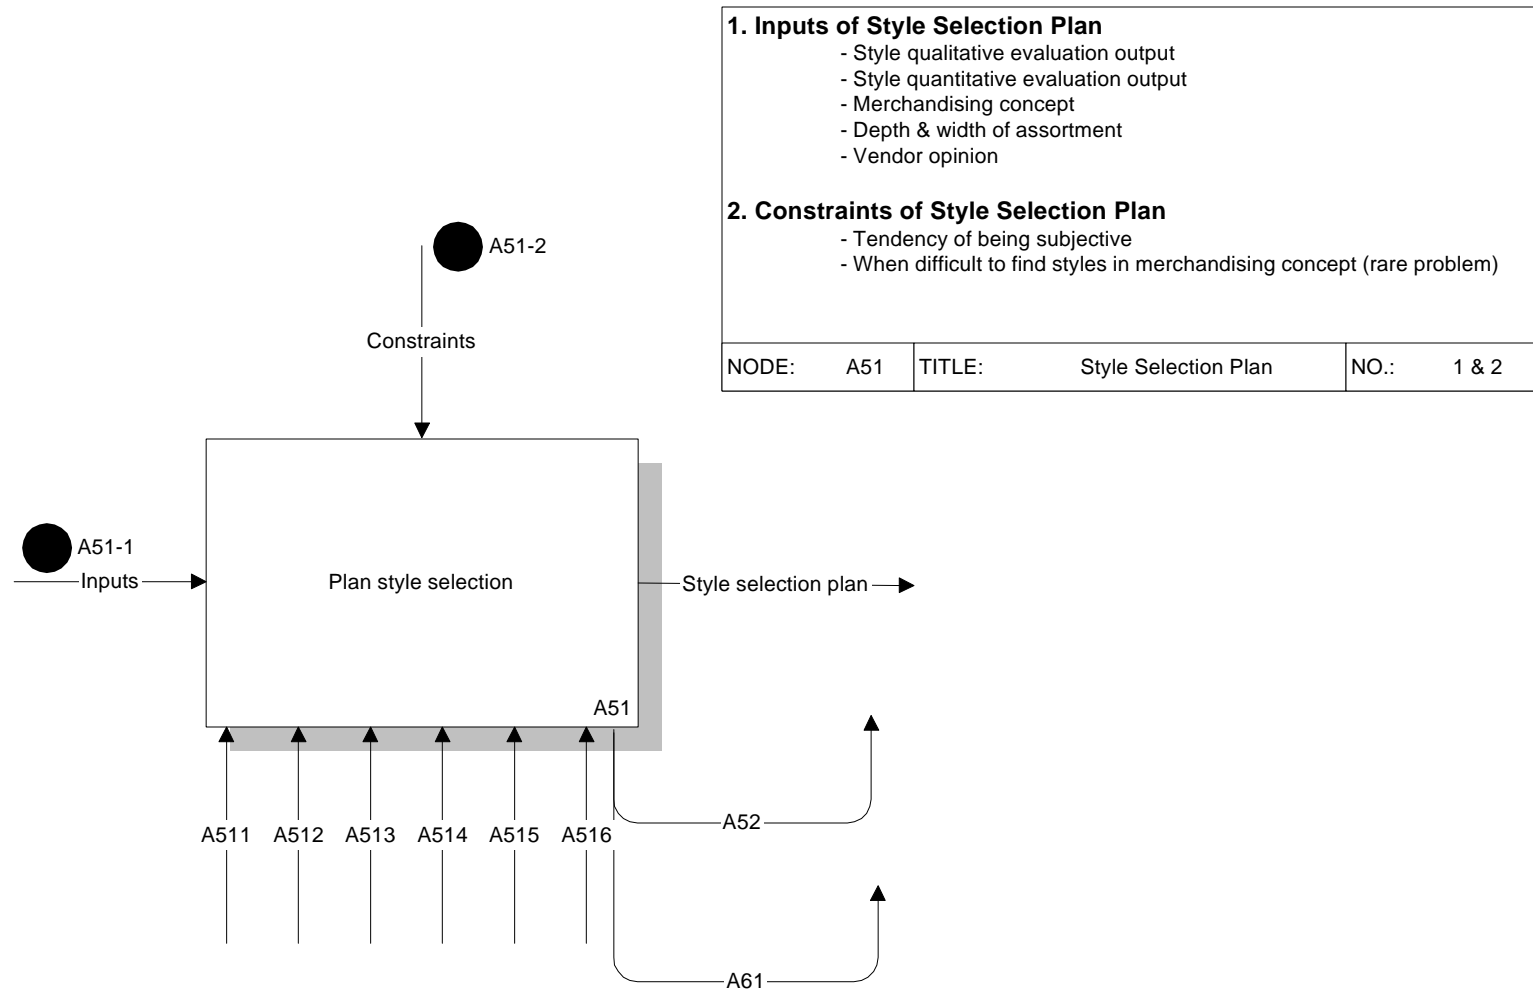 1. Inputs of Style Selection Plan
- Style qualitative evaluation output
- Style quantitative evaluation output
- Merchandising concept
- Depth & width of assortment
- Vendor opinion
2. Constraints of Style Selection Plan
- Tendency of being subjective
- When difficult to find styles in merchandising concept (rare problem)
NODE: A51 TITLE: Style Selection Plan NO.: 1 & 2
A51-2
Constraints
A51-1
Inputs
Plan style selection
Style selection plan
A51
A511 A512 A513 A514 A515 A516
A52
A61